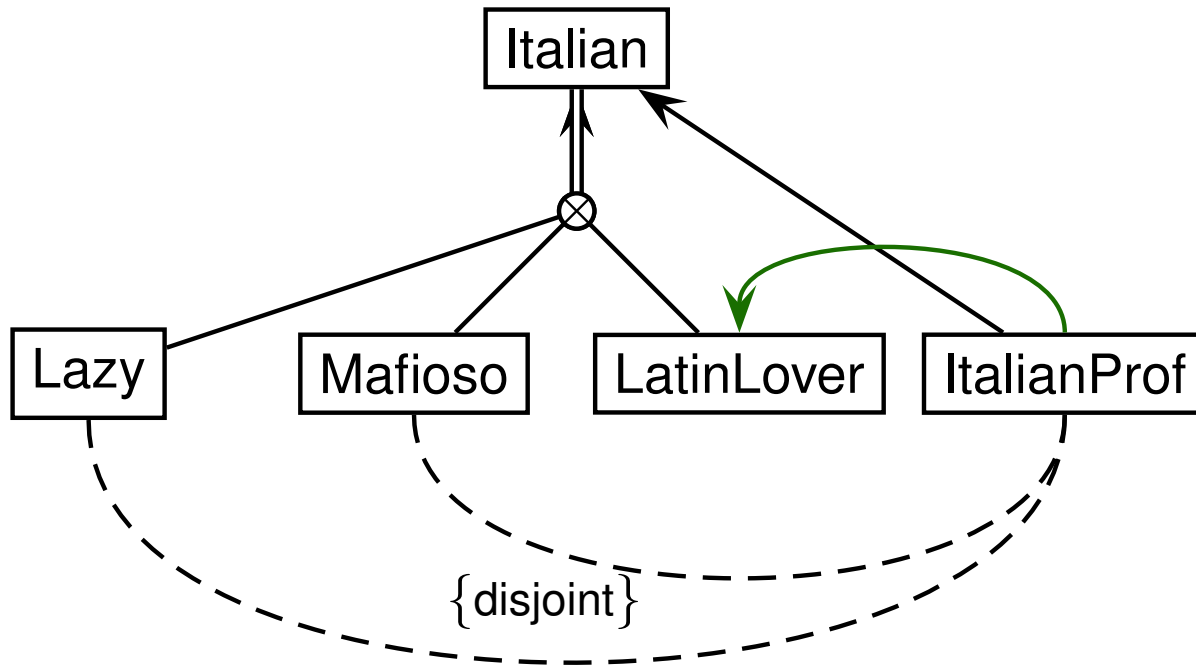 Italian
Lazy
Mafioso
LatinLover
ItalianProf
{disjoint}